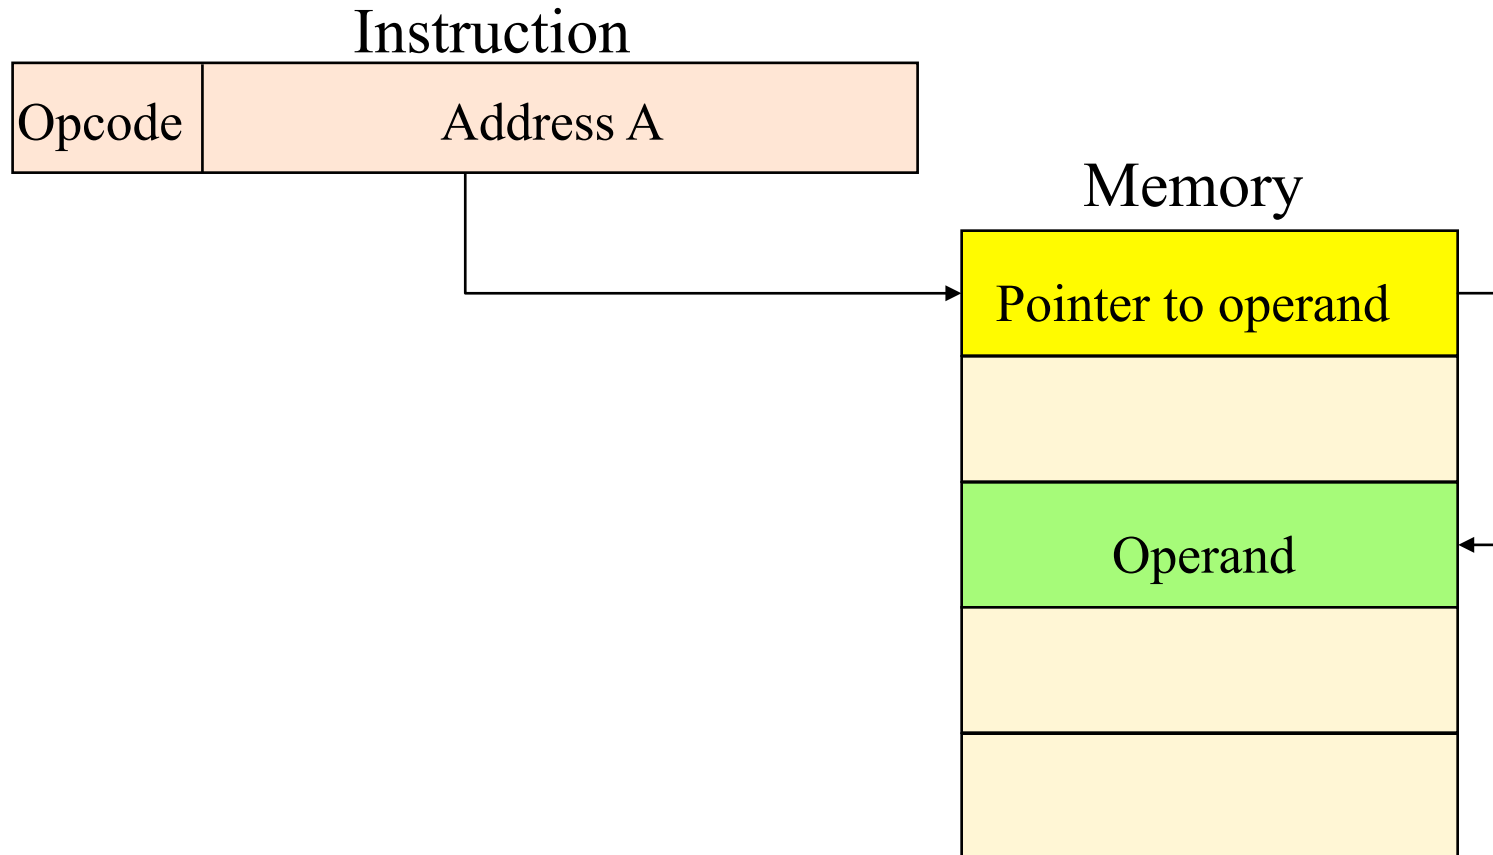 Instruction
Opcode
Address A
Memory
Pointer to operand
Operand